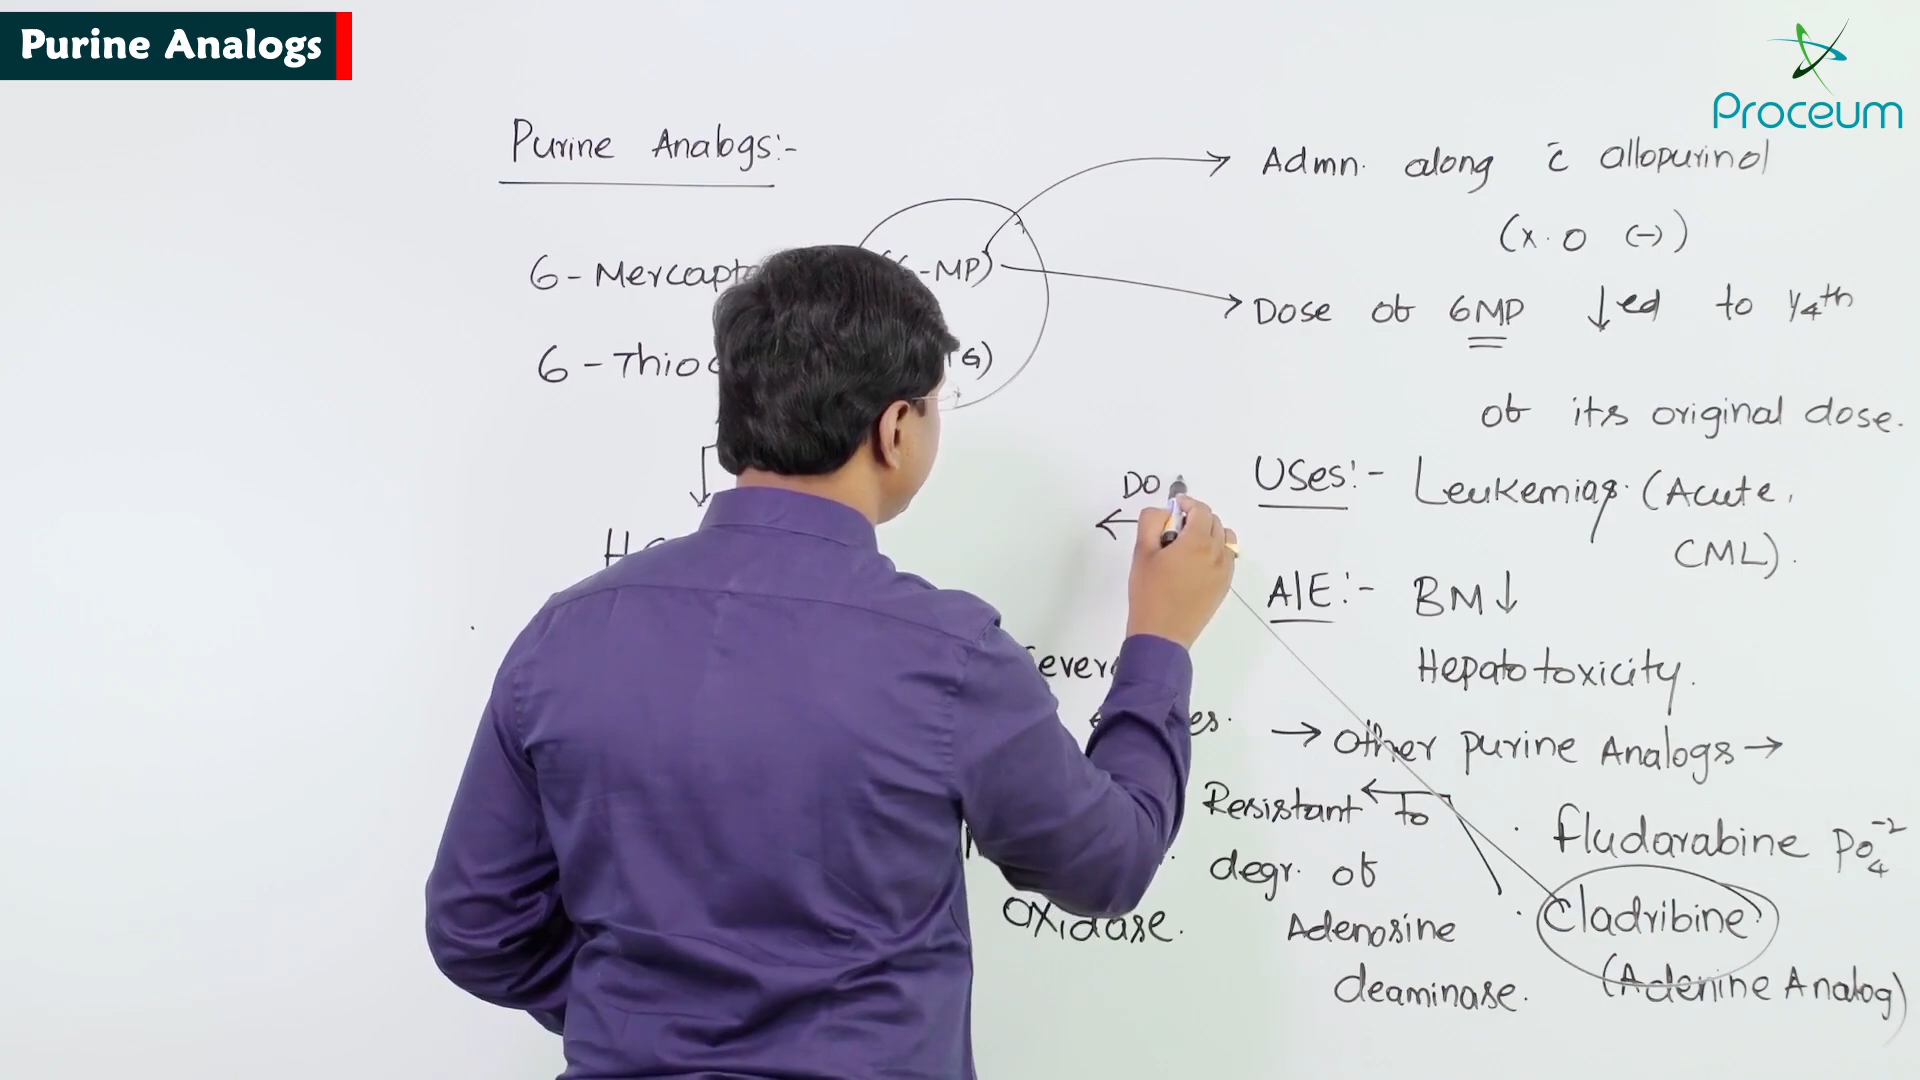 Purine Analogs
Proceum
Purine Analogs:-
6-Mercapto
-MP)
6-Thio
G)
Admn. along c̄ allopurinol
(x.o (-))
Dose of 6MP ↓ed to 1/4th
of its original dose.
Uses:- Leukemias. (Acute,
CML).
A/E:- BM↓
Hepatotoxicity.
→ Other purine Analogs →
fludarabine PO4-2
Cladribine
(Adenine Analog)
Resistant to
degr. of
Adenosine
deaminase.
DO
oxidase.